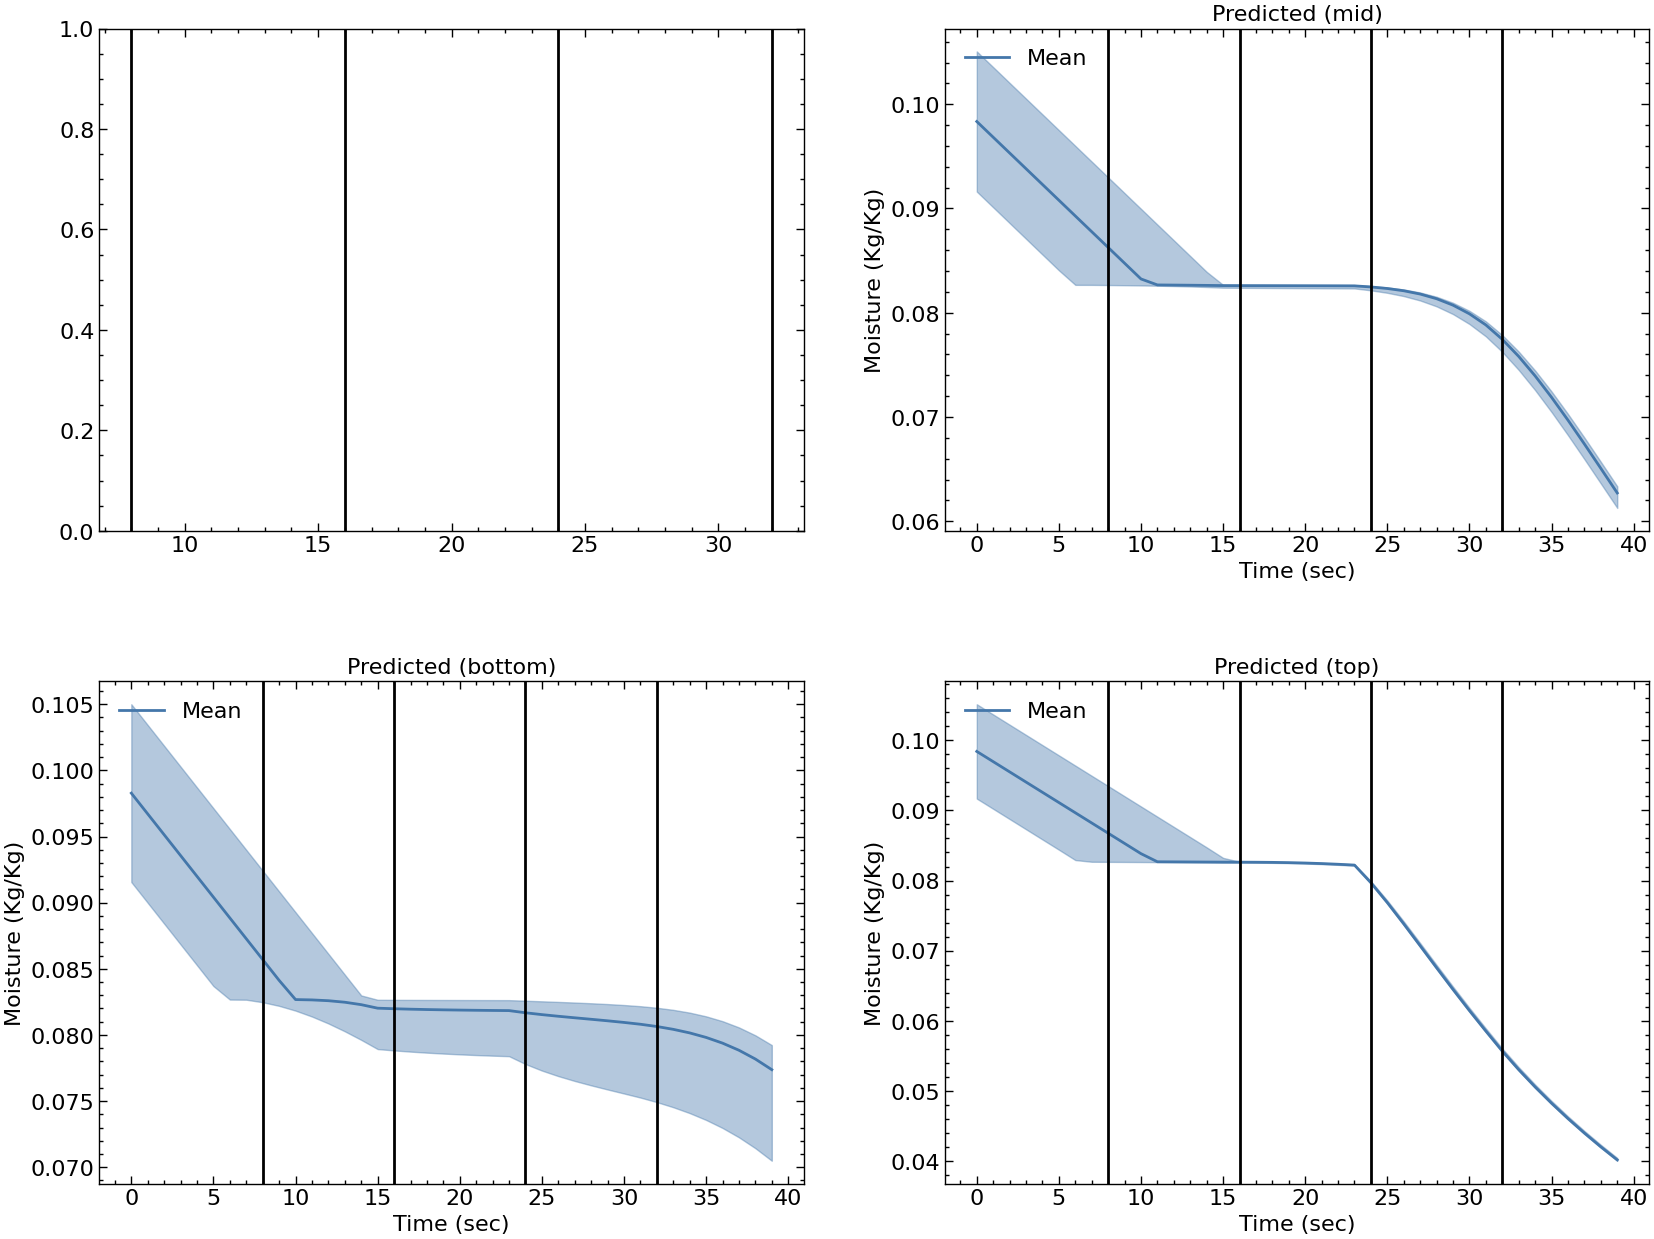 1.0
0.8
0.6
0.4
0.2
0.0
10 15 20 25 30
Predicted (mid)
Mean
Moisture (Kg/Kg)
0.10
0.09
0.08
0.07
0.06
0 5 10 15 20 25 30 35 40
Time (sec)
Predicted (bottom)
Mean
Moisture (Kg/Kg)
0.105
0.100
0.095
0.090
0.085
0.080
0.075
0.070
0 5 10 15 20 25 30 35 40
Time (sec)
Predicted (top)
Mean
Moisture (Kg/Kg)
0.10
0.09
0.08
0.07
0.06
0.05
0.04
0 5 10 15 20 25 30 35 40
Time (sec)